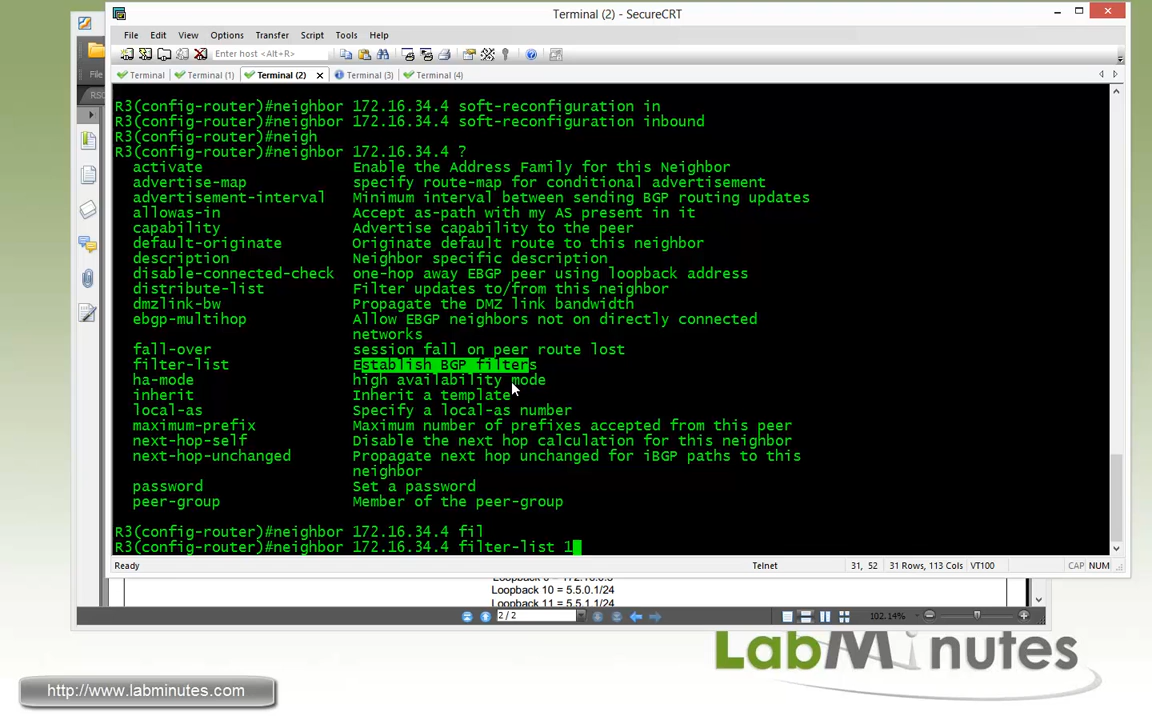 Terminal (2) - SecureCRT
File Edit View Options Transfer Script Tools Help
Enter host <Alt+R>
File
Terminal Terminal (1) Terminal (2) × Terminal (3) Terminal (4)
R3(config-router)#neighbor 172.16.34.4 soft-reconfiguration in
R3(config-router)#neighbor 172.16.34.4 soft-reconfiguration inbound
R3(config-router)#neigh
R3(config-router)#neighbor 172.16.34.4 ?
activate Enable the Address Family for this Neighbor
advertise-map specify route-map for conditional advertisement
advertisement-interval Minimum interval between sending BGP routing updates
allowas-in Accept as-path with my AS present in it
capability Advertise capability to the peer
default-originate Originate default route to this neighbor
description Neighbor specific description
disable-connected-check one-hop away EBGP peer using loopback address
distribute-list Filter updates to/from this neighbor
dmzlink-bw Propagate the DMZ link bandwidth
ebgp-multihop Allow EBGP neighbors not on directly connected
networks
fall-over session fall on peer route lost
filter-list Establish BGP filters
ha-mode high availability mode
inherit Inherit a template
local-as Specify a local-as number
maximum-prefix Maximum number of prefixes accepted from this peer
next-hop-self Disable the next hop calculation for this neighbor
next-hop-unchanged Propagate next hop unchanged for iBGP paths to this
neighbor
password Set a password
peer-group Member of the peer-group
R3(config-router)#neighbor 172.16.34.4 fil
R3(config-router)#neighbor 172.16.34.4 filter-list 1
Ready Telnet 31, 52 31 Rows, 113 Cols VT100 CAP NUM
Loopback 10 = 5.5.0.1/24
Loopback 11 = 5.5.1.1/24
2 / 2 102.14%
LabMinutes
http://www.labminutes.com